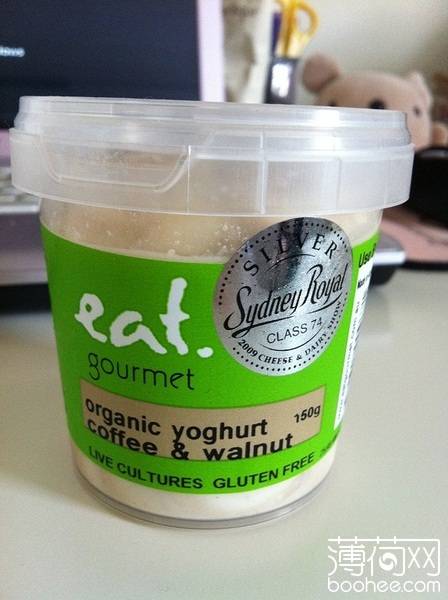 SILVER
Sydney Royal
CLASS 74
2009 CHEESE & DAIRY SHOW
eat.
gourmet
organic yoghurt 150g
coffee & walnut
LIVE CULTURES GLUTEN FREE
薄荷网
boohee.com